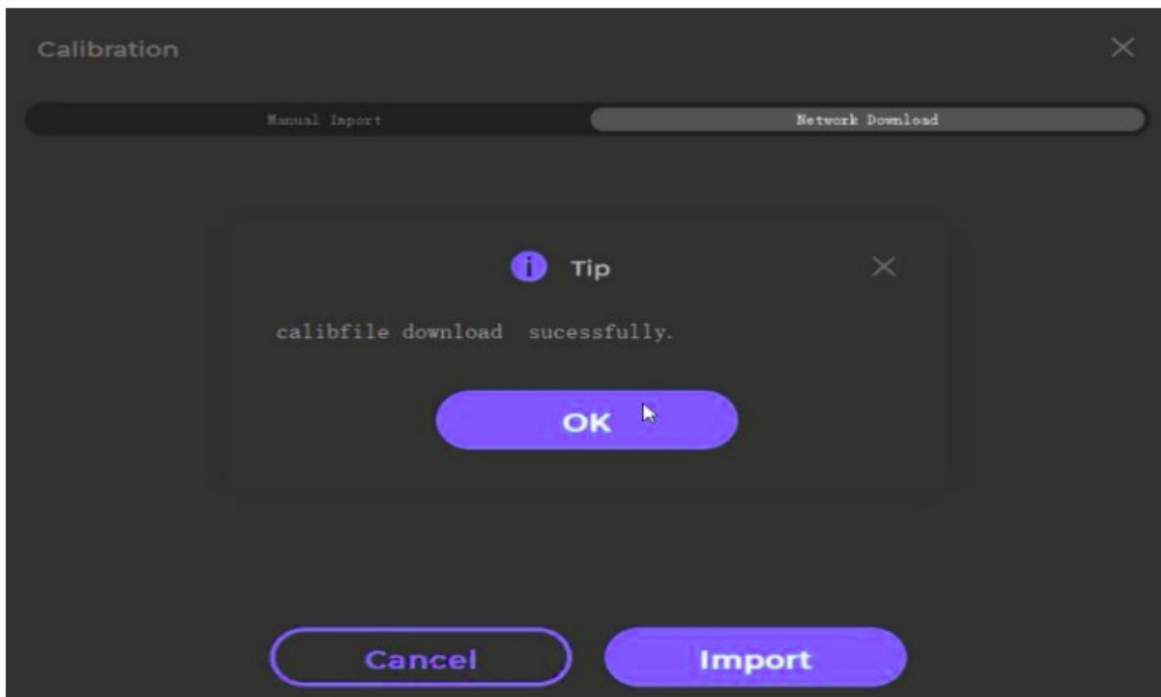 Calibration
Manual Import
Network Download
Tip
calibfile download  sucessfully.
OK
Cancel
Import